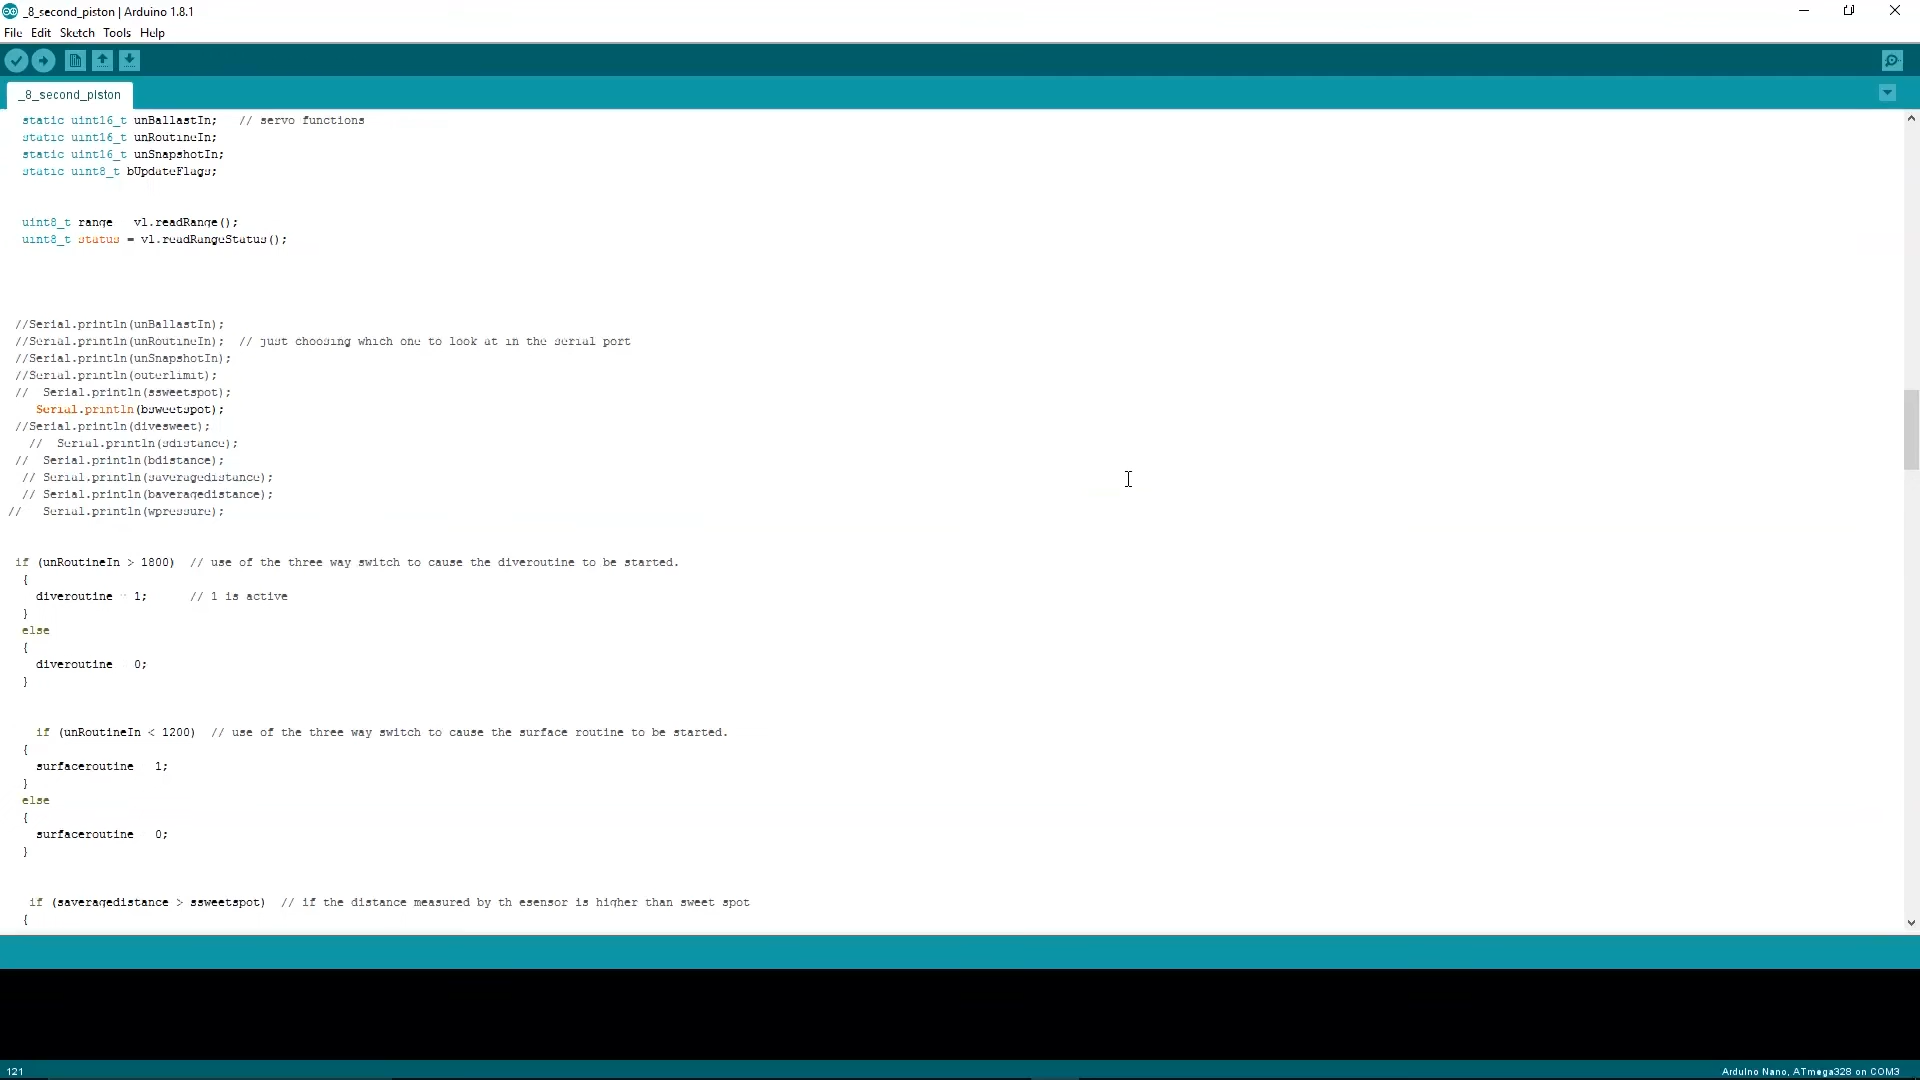 _8_second_piston | Arduino 1.8.1
File Edit Sketch Tools Help
_8_second_piston
static uint16_t unBallastIn;   // servo functions
static uint16_t unRoutineIn;
static uint16_t unSnapshotIn;
static uint8_t bUpdateFlags;
uint8_t range   vl.readRange();
uint8_t status = vl.readRangeStatus();
//Serial.println(unBallastIn);
//Serial.println(unRoutineIn);  // just choosing which one to look at in the serial port
//Serial.println(unSnapshotIn);
//Serial.println(outerlimit);
//  Serial.println(ssweetspot);
Serial.println(bsweetspot);
//Serial.println(divesweet);
//  Serial.println(sdistance);
//  Serial.println(bdistance);
// Serial.println(saveragedistance);
// Serial.println(baveragedistance);
//   Serial.println(wpressure);
if (unRoutineIn > 1800)  // use of the three way switch to cause the diveroutine to be started.
{
diveroutine   1;      // 1 is active
}
else
{
diveroutine   0;
}
if (unRoutineIn < 1200)  // use of the three way switch to cause the surface routine to be started.
{
surfaceroutine   1;
}
else
{
surfaceroutine   0;
}
if (saveragedistance > ssweetspot)  // if the distance measured by th esensor is higher than sweet spot
{
121
Arduino Nano, ATmega328 on COM3